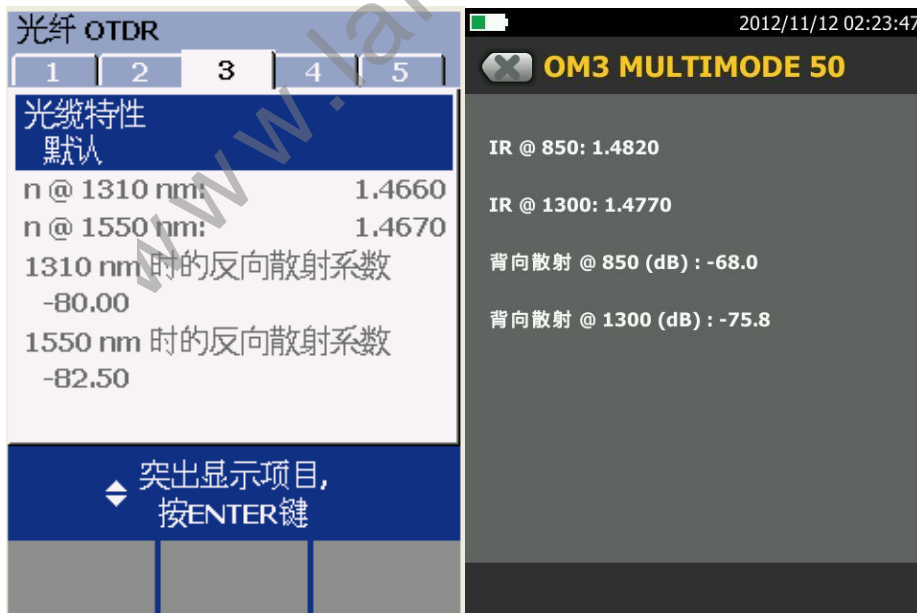 光纤 OTDR
1 2 3 4 5
光缆特性
默认
n @ 1310 nm: 1.4660
n @ 1550 nm: 1.4670
1310 nm 时的反向散射系数
-80.00
1550 nm 时的反向散射系数
-82.50
突出显示项目,
按ENTER键
2012/11/12 02:23:47
OM3 MULTIMODE 50
IR @ 850: 1.4820
IR @ 1300: 1.4770
背向散射 @ 850 (dB) : -68.0
背向散射 @ 1300 (dB) : -75.8
www.lan